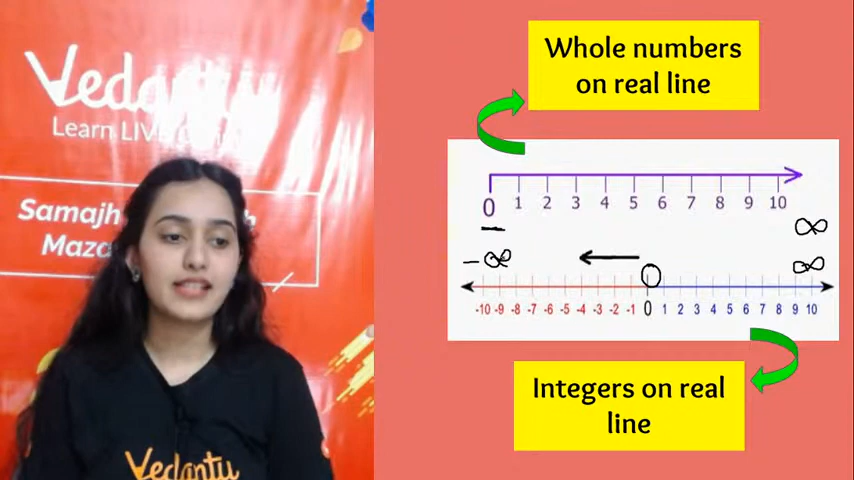 Vedantu
Learn LIVE
Samajh
h
Maza
Vedantu
Whole numbers
on real line
0 1 2 3 4 5 6 7 8 9 10
∞
-∞
∞
0
-10 -9 -8 -7 -6 -5 -4 -3 -2 -1 0 1 2 3 4 5 6 7 8 9 10
Integers on real
line